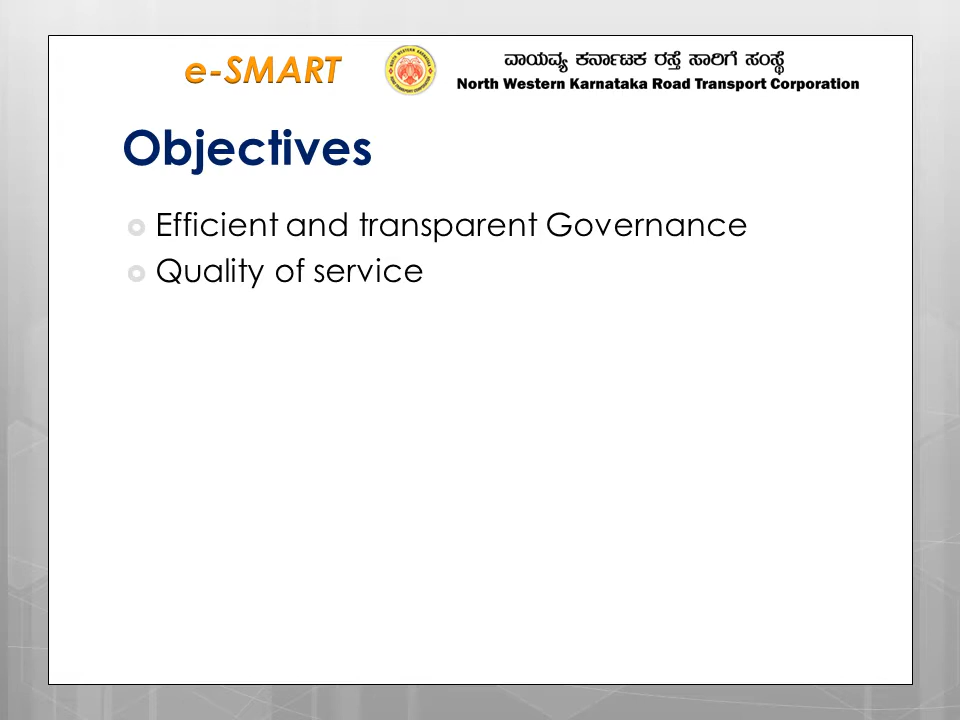 e-SMART
ವಾಯವ್ಯ ಕರ್ನಾಟಕ ರಸ್ತೆ ಸಾರಿಗೆ ಸಂಸ್ಥೆ
North Western Karnataka Road Transport Corporation
Objectives
Efficient and transparent Governance
Quality of service